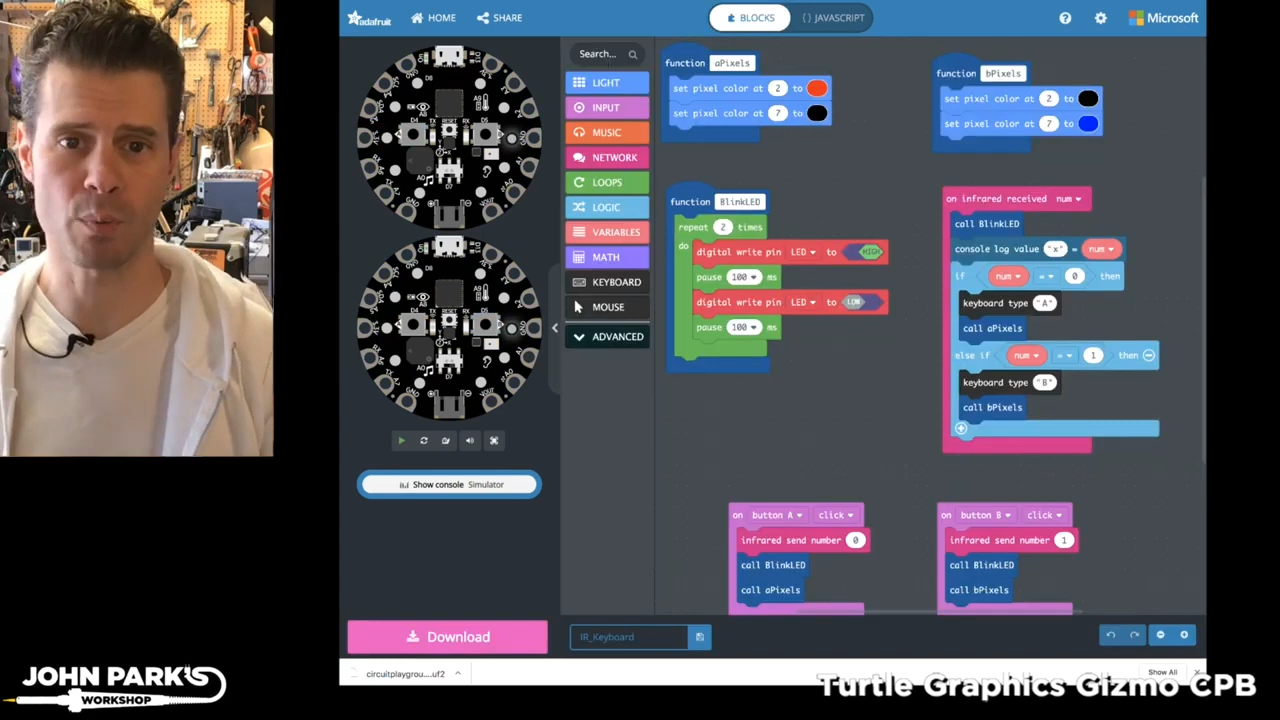 adafruit HOME SHARE BLOCKS {} JAVASCRIPT Microsoft
Search...
LIGHT
INPUT
MUSIC
NETWORK
LOOPS
LOGIC
VARIABLES
MATH
KEYBOARD
MOUSE
ADVANCED
function aPixels
set pixel color at 2 to
set pixel color at 7 to
function bPixels
set pixel color at 2 to
set pixel color at 7 to
function BlinkLED
repeat 2 times
do
digital write pin LED to HIGH
pause 100 ms
digital write pin LED to LOW
pause 100 ms
on infrared received num
call BlinkLED
console log value "x" = num
if num = 0 then
keyboard type "A"
call aPixels
else if num = 1 then
keyboard type "B"
call bPixels
on button A click
infrared send number 0
call BlinkLED
call aPixels
on button B click
infrared send number 1
call BlinkLED
call bPixels
Show console Simulator
Download
IR_Keyboard
circuitplaygrou....uf2
Show All
JOHN PARK'S
WORKSHOP
Turtle Graphics Gizmo CPB